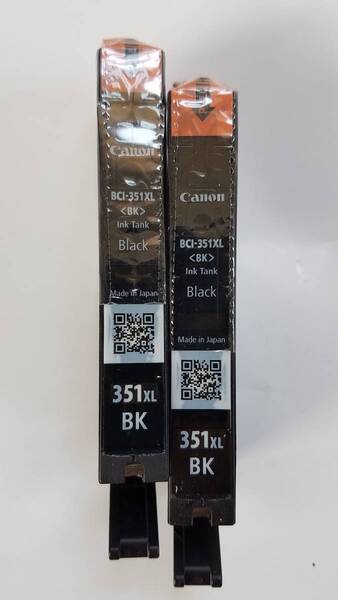 Canon
BCI-351XL
<BK>
Ink Tank
Black
Made in Japan
351XL
BK
Canon
BCI-351XL
<BK>
Ink Tank
Black
Made in Japan
351XL
BK